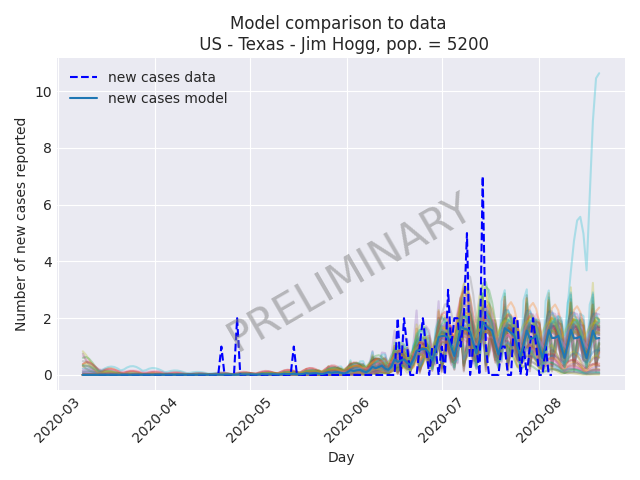 Model comparison to data
US - Texas - Jim Hogg, pop. = 5200
new cases data
new cases model
Number of new cases reported
10
8
6
4
2
0
PRELIMINARY
2020-03
2020-04
2020-05
2020-06
2020-07
2020-08
Day